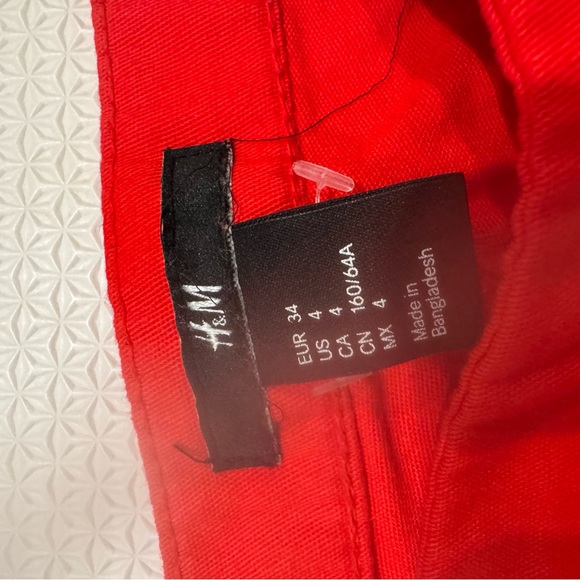 H&M
EUR 34
US 4
CA 4
CN 160/64A
MX 4
Made in
Bangladesh